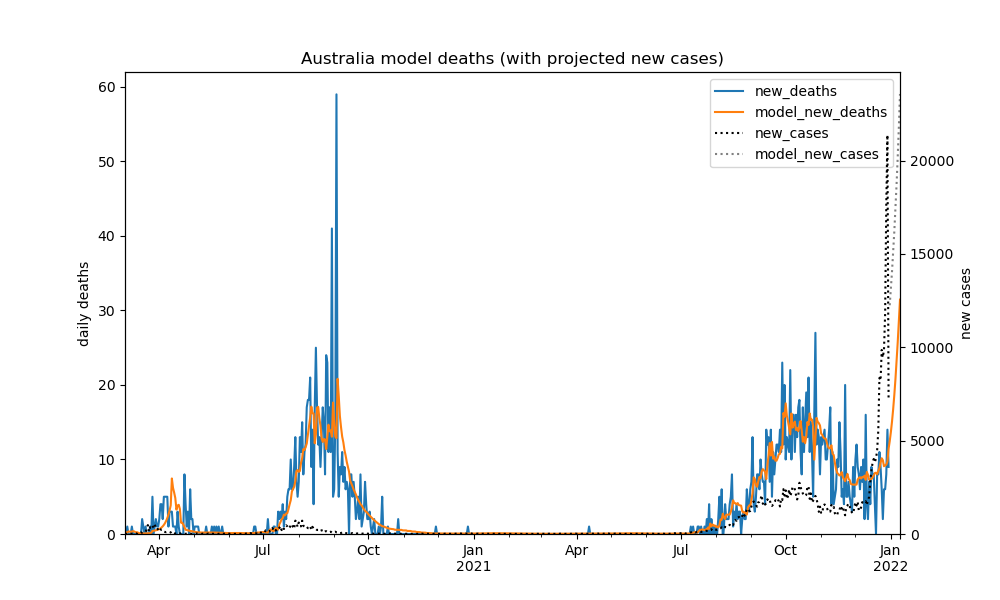 Australia model deaths (with projected new cases)
new_deaths
model_new_deaths
new_cases
model_new_cases
daily deaths
new cases
60
50
40
30
20
10
0
20000
15000
10000
5000
0
Apr Jul Oct Jan Apr Jul Oct Jan
2021 2022